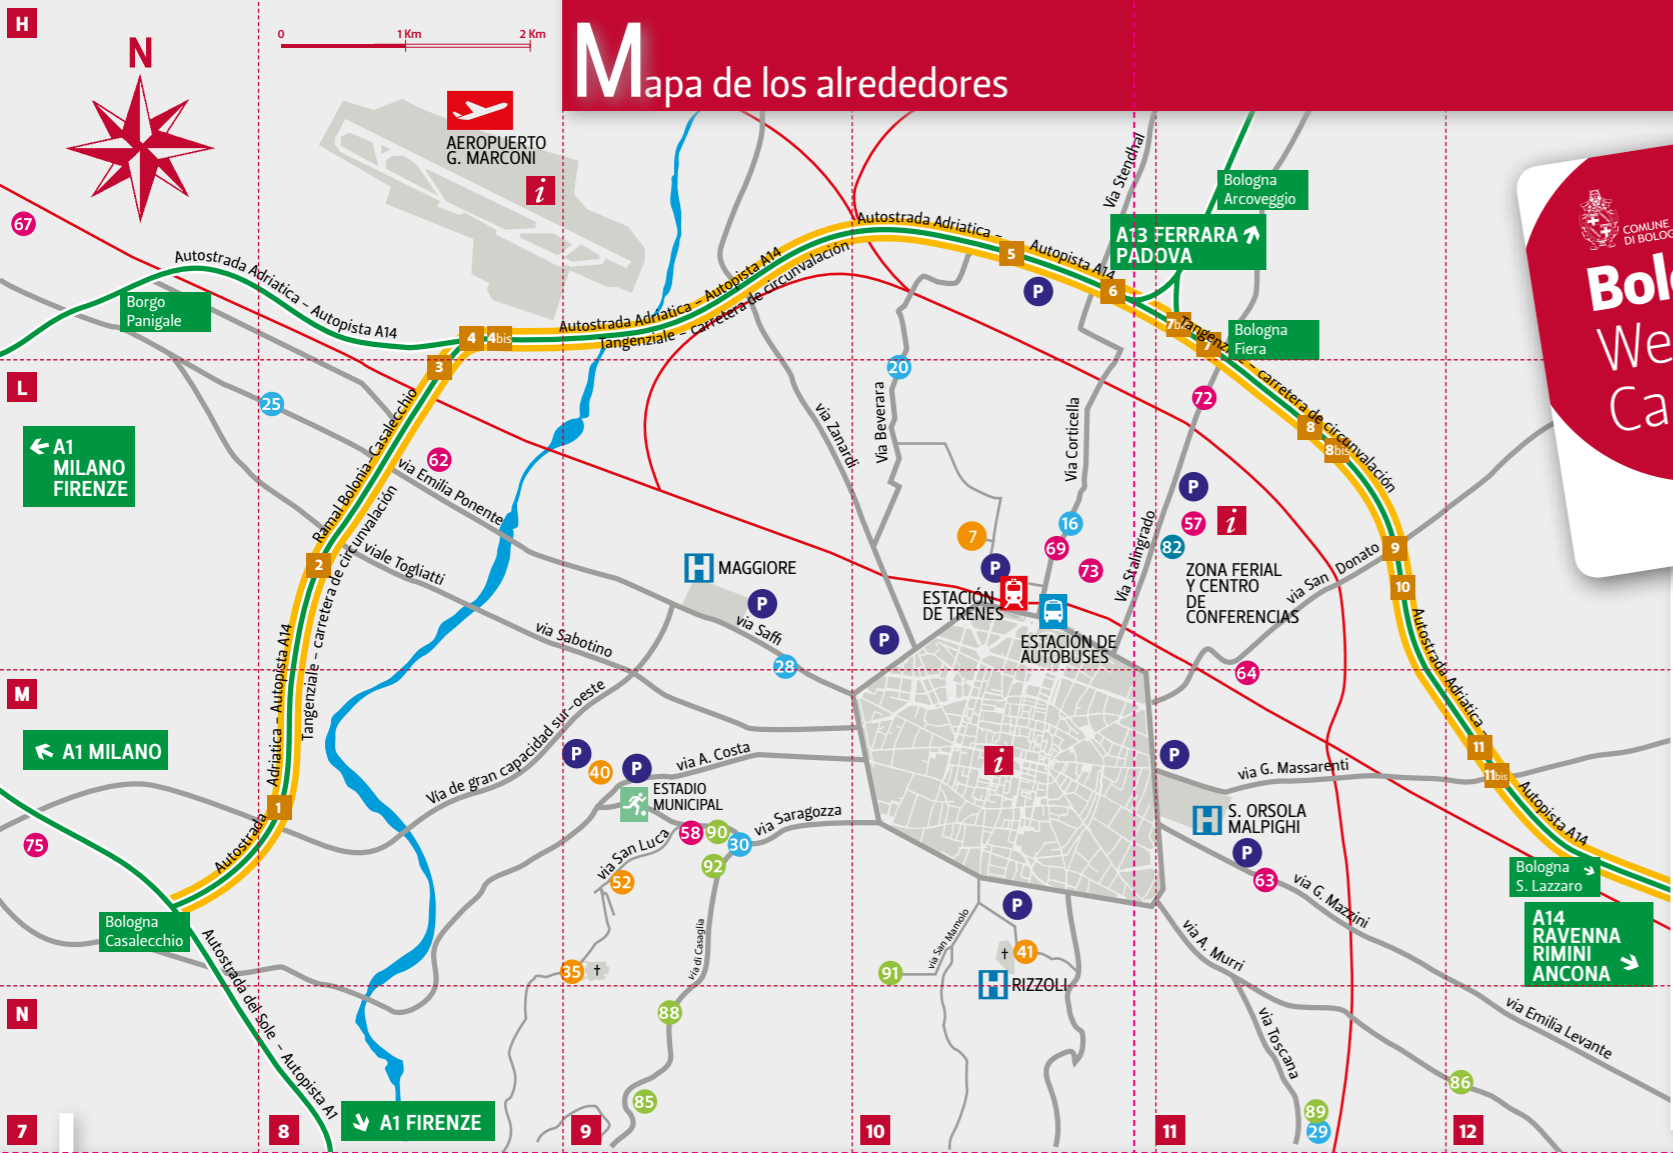 H
N
0
1 Km
2 Km
Mapa de los alrededores
AEROPUERTO
G. MARCONI
i
67
Autostrada Adriatica – Autopista A14
Borgo
Panigale
Autostrada Adriatica – Autopista A14
Tangenziale – carretera de circunvalación
Autostrada Adriatica –
Autopista A14
Via Stendhal
Bologna
Arcoveggio
A13 FERRARA
PADOVA
COMUNE
DI BOLOG
Bol
We
Ca
P
3
4
4bis
5
6
7b
7
Tangenz
– carretera de circunvalación
Bologna
Fiera
L
25
20
72
8
8bis
A1
MILANO
FIRENZE
Ramal Bolonia-Casalecchio
62
via Emilia Ponente
via Zanardi
Via Beverara
Via Corticella
P
57
i
7
16
69
73
82
Via Stalingrado
ZONA FERIAL
Y CENTRO
DE
CONFERENCIAS
via San Donato
9
10
2
viale Togliatti
H
MAGGIORE
P
P
ESTACIÓN
DE TRENES
ESTACIÓN DE
AUTOBUSES
P
via Saffi
via Sabotino
28
64
Autostrada Adriatica
Tangenziale – carretera de circunvalación
Adriatica – Autopista A14
M
A1 MILANO
Via de gran capacidad sur-oeste
P
40
P
via A. Costa
i
P
via G. Massarenti
11
11bis
Autopista A14
1
Autostrada
ESTADIO
MUNICIPAL
H
S. ORSOLA
MALPIGHI
75
58
90
30
via Saragozza
via San Luca
92
52
P
63
via G. Mazzini
Bologna
S. Lazzaro
A14
RAVENNA
RIMINI
ANCONA
Bologna
Casalecchio
Autostrada del Sole – Autopista A1
via di Casaglia
via San Mamolo
P
41
91
35
H
RIZZOLI
via A. Murri
N
88
via Toscana
via Emilia Levante
85
86
89
29
A1 FIRENZE
7
8
9
10
11
12